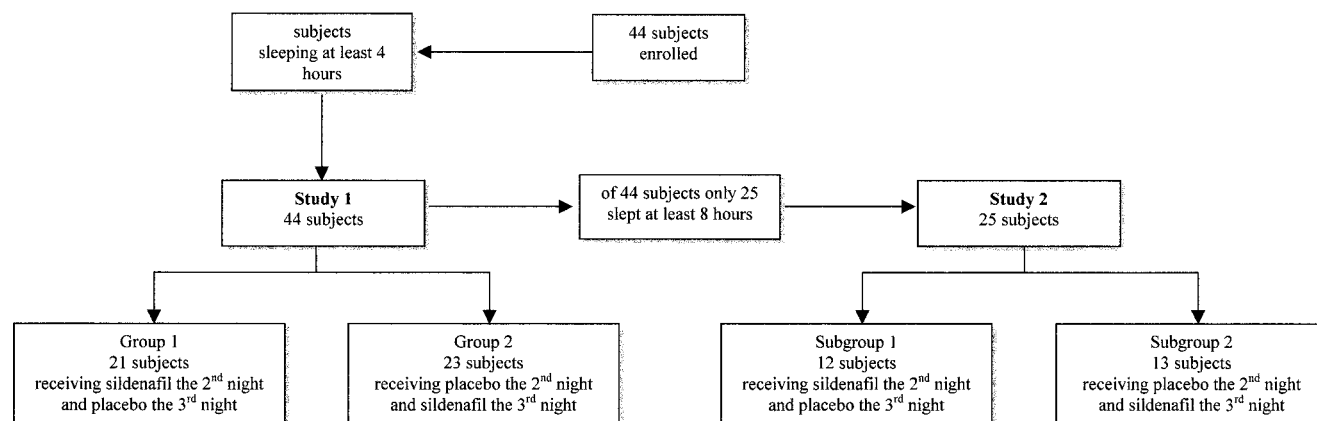 subjects
sleeping at least 4
hours
44 subjects
enrolled
Study 1
44 subjects
of 44 subjects only 25
slept at least 8 hours
Study 2
25 subjects
Group 1
21 subjects
receiving sildenafil the 2nd night
and placebo the 3rd night
Group 2
23 subjects
receiving placebo the 2nd night
and sildenafil the 3rd night
Subgroup 1
12 subjects
receiving sildenafil the 2nd night
and placebo the 3rd night
Subgroup 2
13 subjects
receiving placebo the 2nd night
and sildenafil the 3rd night